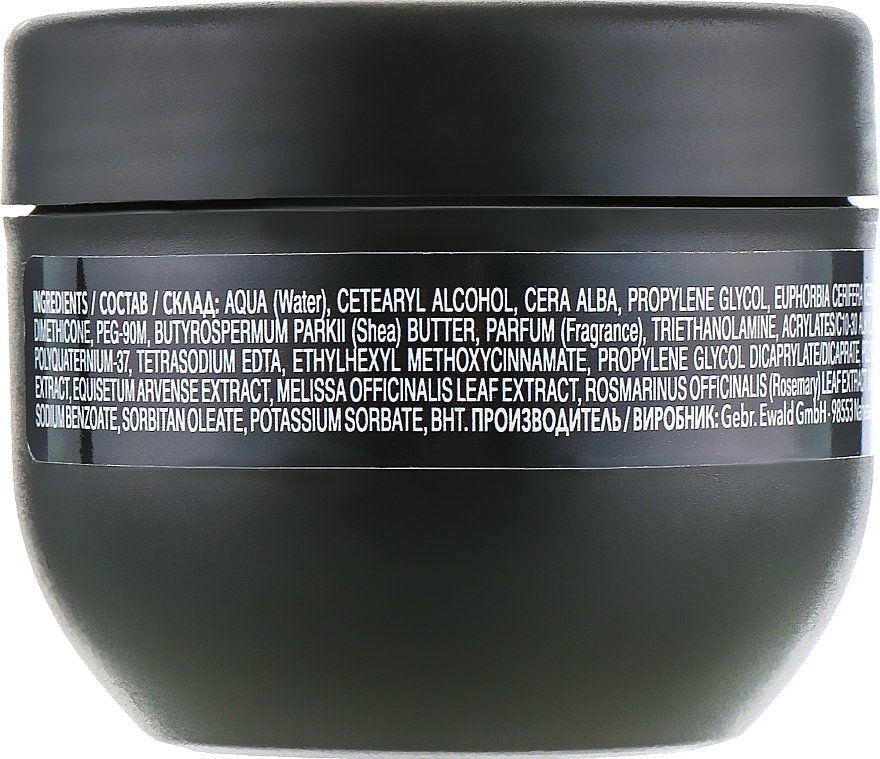 INGREDIENTS / СОСТАВ / СКЛАД: AQUA (Water), CETEARYL ALCOHOL, CERA ALBA, PROPYLENE GLYCOL, EUPHORBIA CERIFERA
DIMETHICONE, PEG-90M, BUTYROSPERMUM PARKII (Shea) BUTTER, PARFUM (Fragrance), TRIETHANOLAMINE, ACRYLATES/C10-30
POLYQUATERNIUM-37, TETRASODIUM EDTA, ETHYLHEXYL METHOXYCINNAMATE, PROPYLENE GLYCOL DICAPRYLATE/DICAPRATE
EXTRACT, EQUISETUM ARVENSE EXTRACT, MELISSA OFFICINALIS LEAF EXTRACT, ROSMARINUS OFFICINALIS (Rosemary) LEAF EXTRACT
SODIUM BENZOATE, SORBITAN OLEATE, POTASSIUM SORBATE, BHT. ПРОИЗВОДИТЕЛЬ / ВИРОБНИК: Gebr. Ewald GmbH - 98553